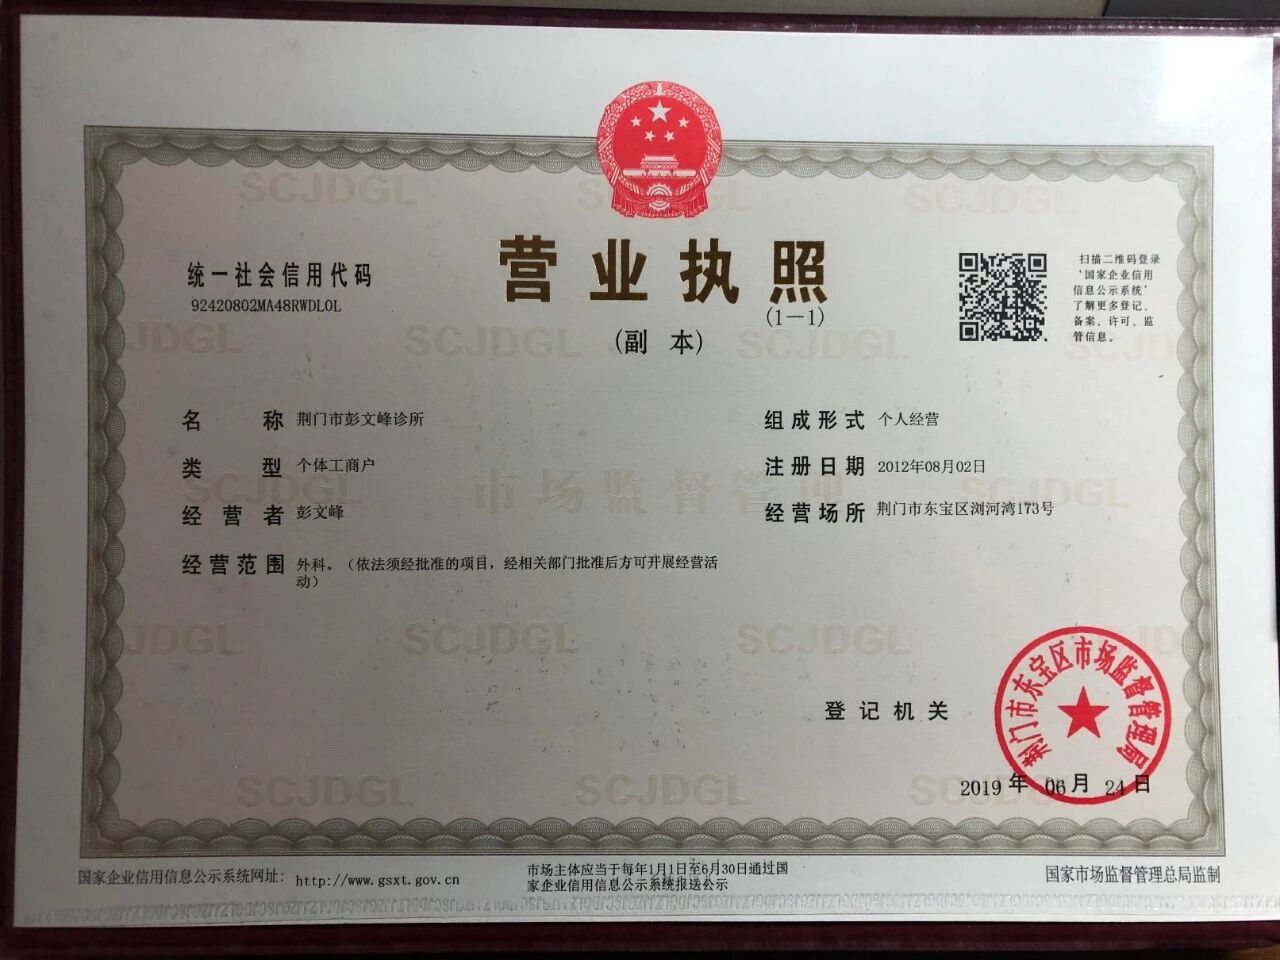 营业执照
(1—1)
(副 本)
统一社会信用代码
92420802MA48RWDL0L
扫描二维码登录
‘国家企业信用
信息公示系统’
了解更多登记、
备案、许可、监
管信息。
名 称 荆门市彭文峰诊所
类 型 个体工商户
经营者 彭文峰
经营范围 外科。（依法须经批准的项目，经相关部门批准后方可开展经营活
动）
组成形式 个人经营
注册日期 2012年08月02日
经营场所 荆门市东宝区浏河湾173号
登记机关
荆门市东宝区市场监督管理局
2019 年 06 月 24 日
国家企业信用信息公示系统网址： http://www.gsxt.gov.cn
市场主体应当于每年1月1日至6月30日通过国
家企业信用信息公示系统报送公示
国家市场监督管理总局监制
SCJDGL
市场监督管理